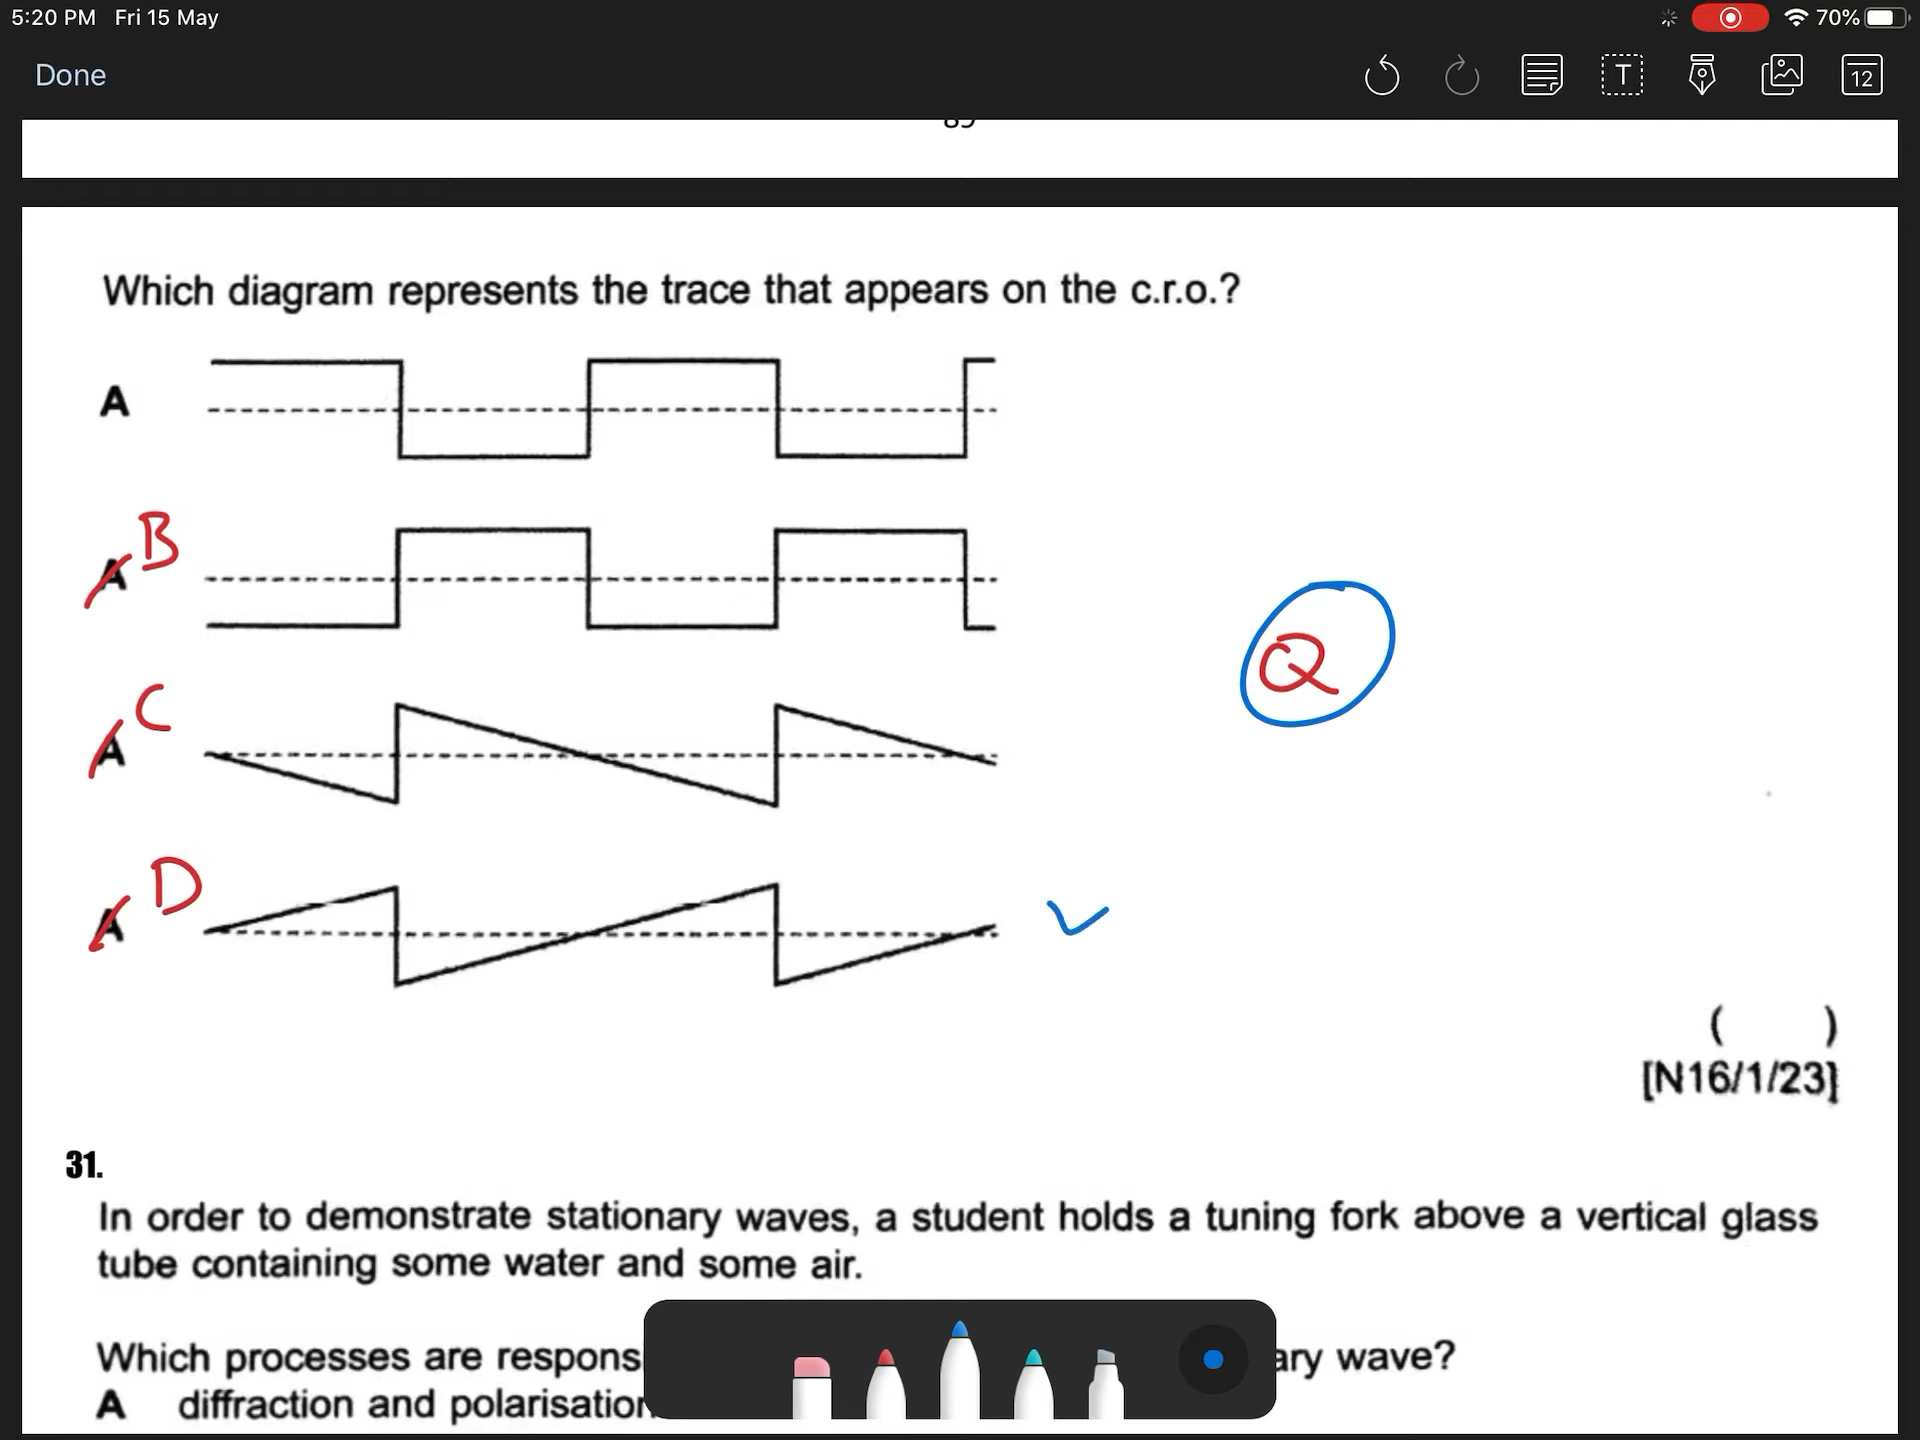 5:20 PM Fri 15 May
70%
Done
T
12
Which diagram represents the trace that appears on the c.r.o.?
A
A B
A C
Q
A D
( )
[N16/1/23]
31.
In order to demonstrate stationary waves, a student holds a tuning fork above a vertical glass
tube containing some water and some air.
Which processes are respons ary wave?
A diffraction and polarisation